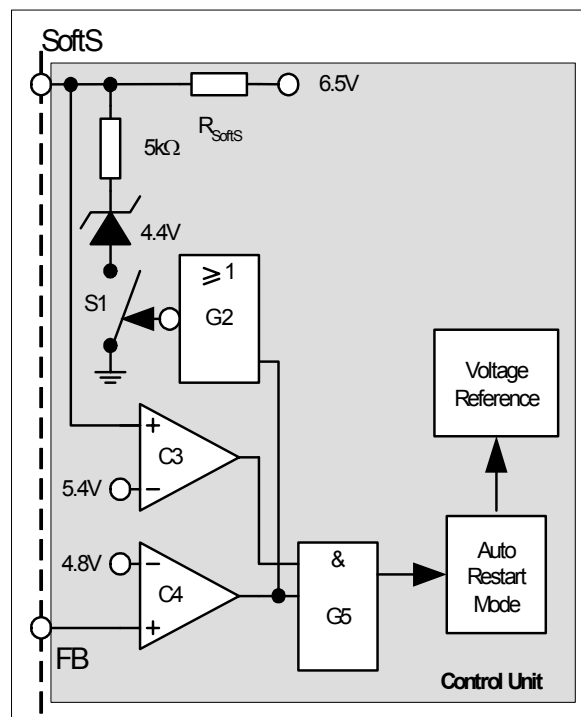 SoftS
6.5V
R_SoftS
5kΩ
4.4V
S1
≥1
G2
Voltage
Reference
+
C3
5.4V
−
4.8V
−
C4
+
FB
&
G5
Auto
Restart
Mode
Control Unit